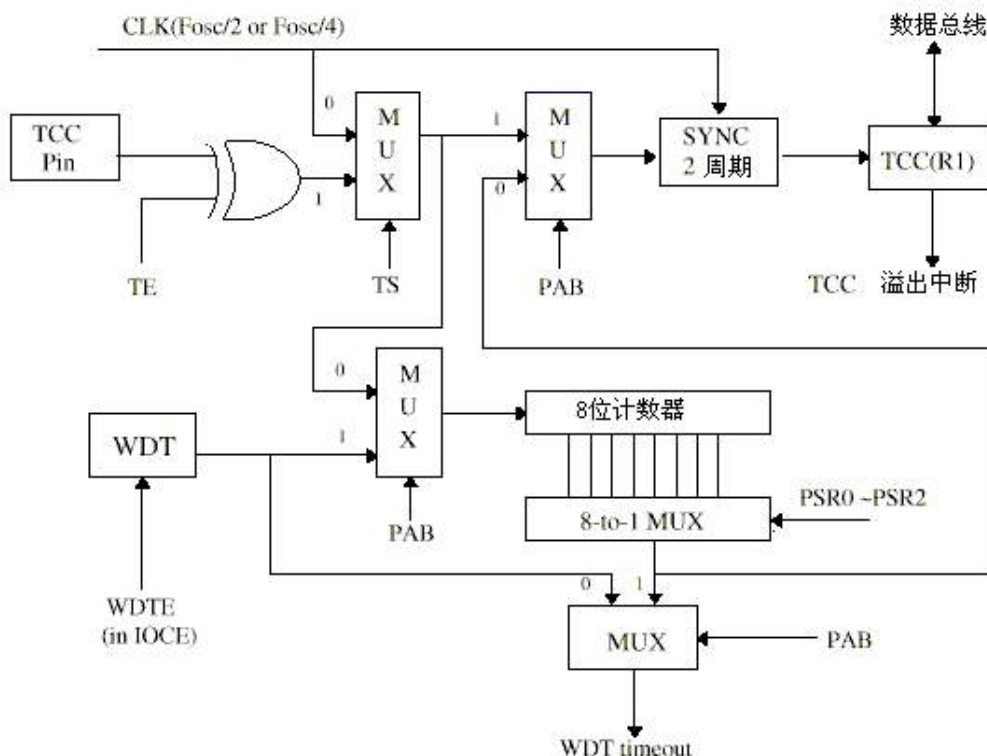 CLK(Fosc/2 or Fosc/4)
数据总线
0
M
U
X
1
M
U
X
TCC
Pin
SYNC
2 周期
TCC(R1)
1
0
TE
TS
PAB
TCC 溢出中断
0
M
U
X
8位计数器
WDT
1
PAB
PSR0 ~PSR2
8-to-1 MUX
0
1
WDTE
(in IOCE)
MUX
PAB
WDT timeout